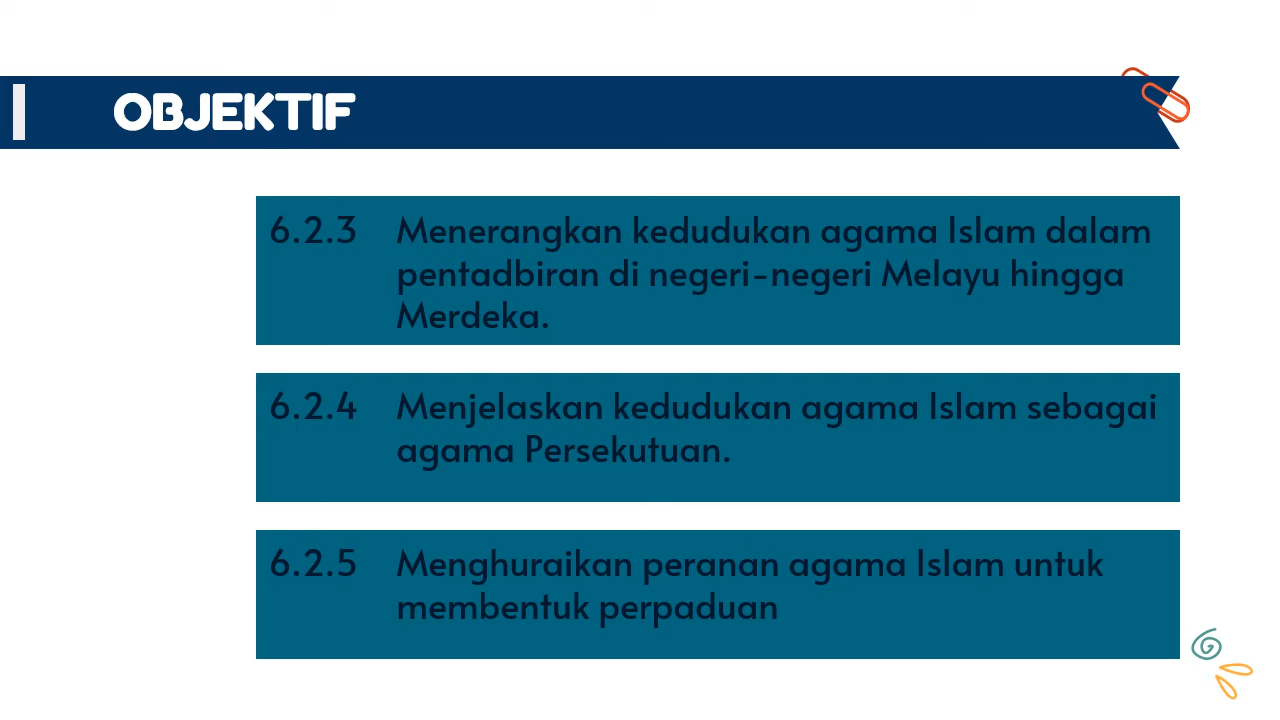 OBJEKTIF
6.2.3 Menerangkan kedudukan agama Islam dalam
pentadbiran di negeri-negeri Melayu hingga
Merdeka.
6.2.4 Menjelaskan kedudukan agama Islam sebagai
agama Persekutuan.
6.2.5 Menghuraikan peranan agama Islam untuk
membentuk perpaduan